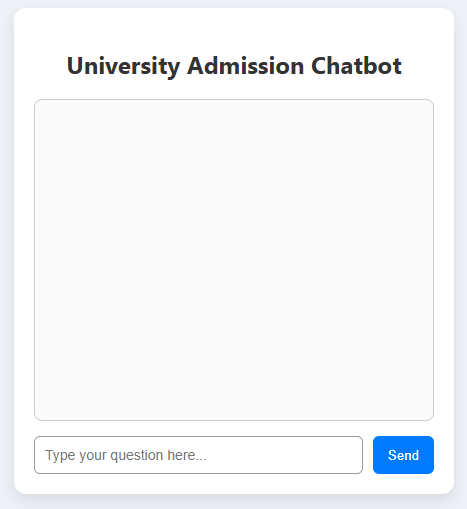 University Admission Chatbot
Type your question here...
Send